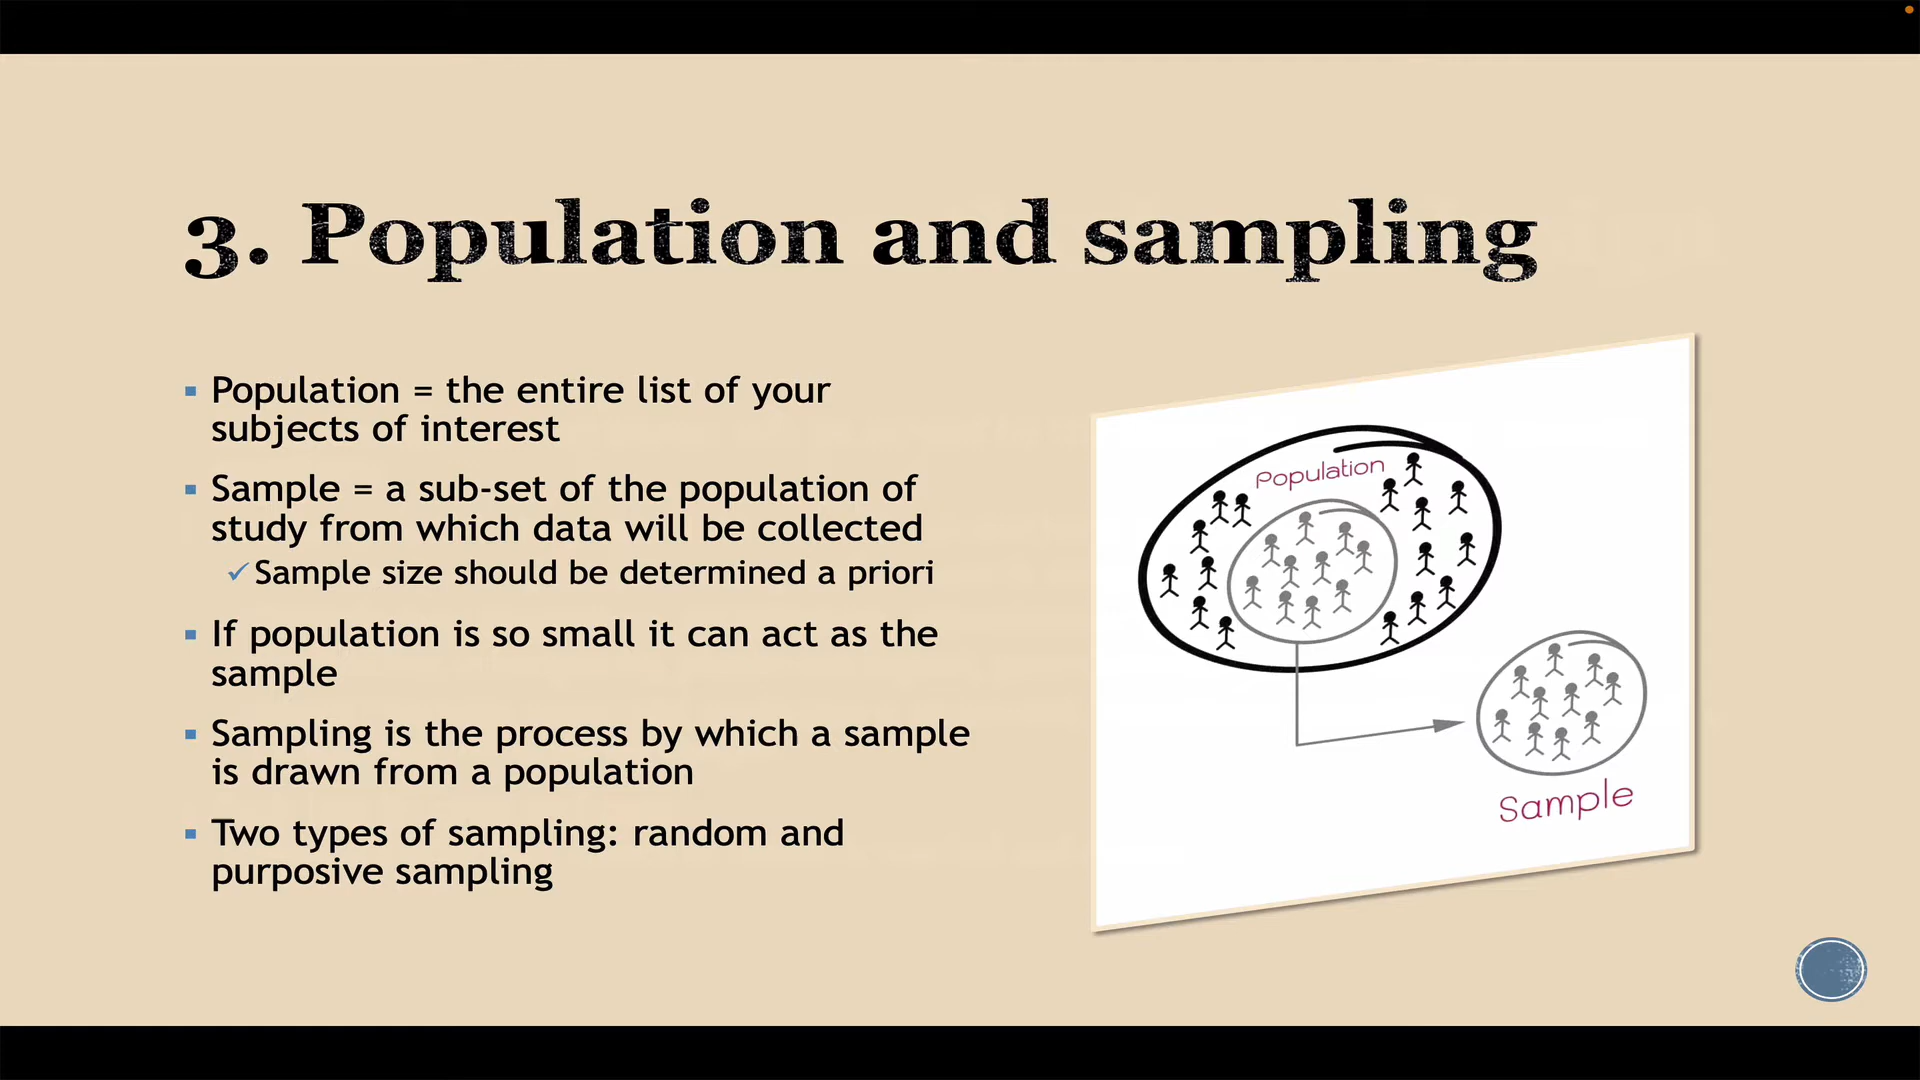 3. Population and sampling
Population = the entire list of your
subjects of interest
Sample = a sub-set of the population of
study from which data will be collected
Sample size should be determined a priori
If population is so small it can act as the
sample
Sampling is the process by which a sample
is drawn from a population
Two types of sampling: random and
purposive sampling
Population
Sample